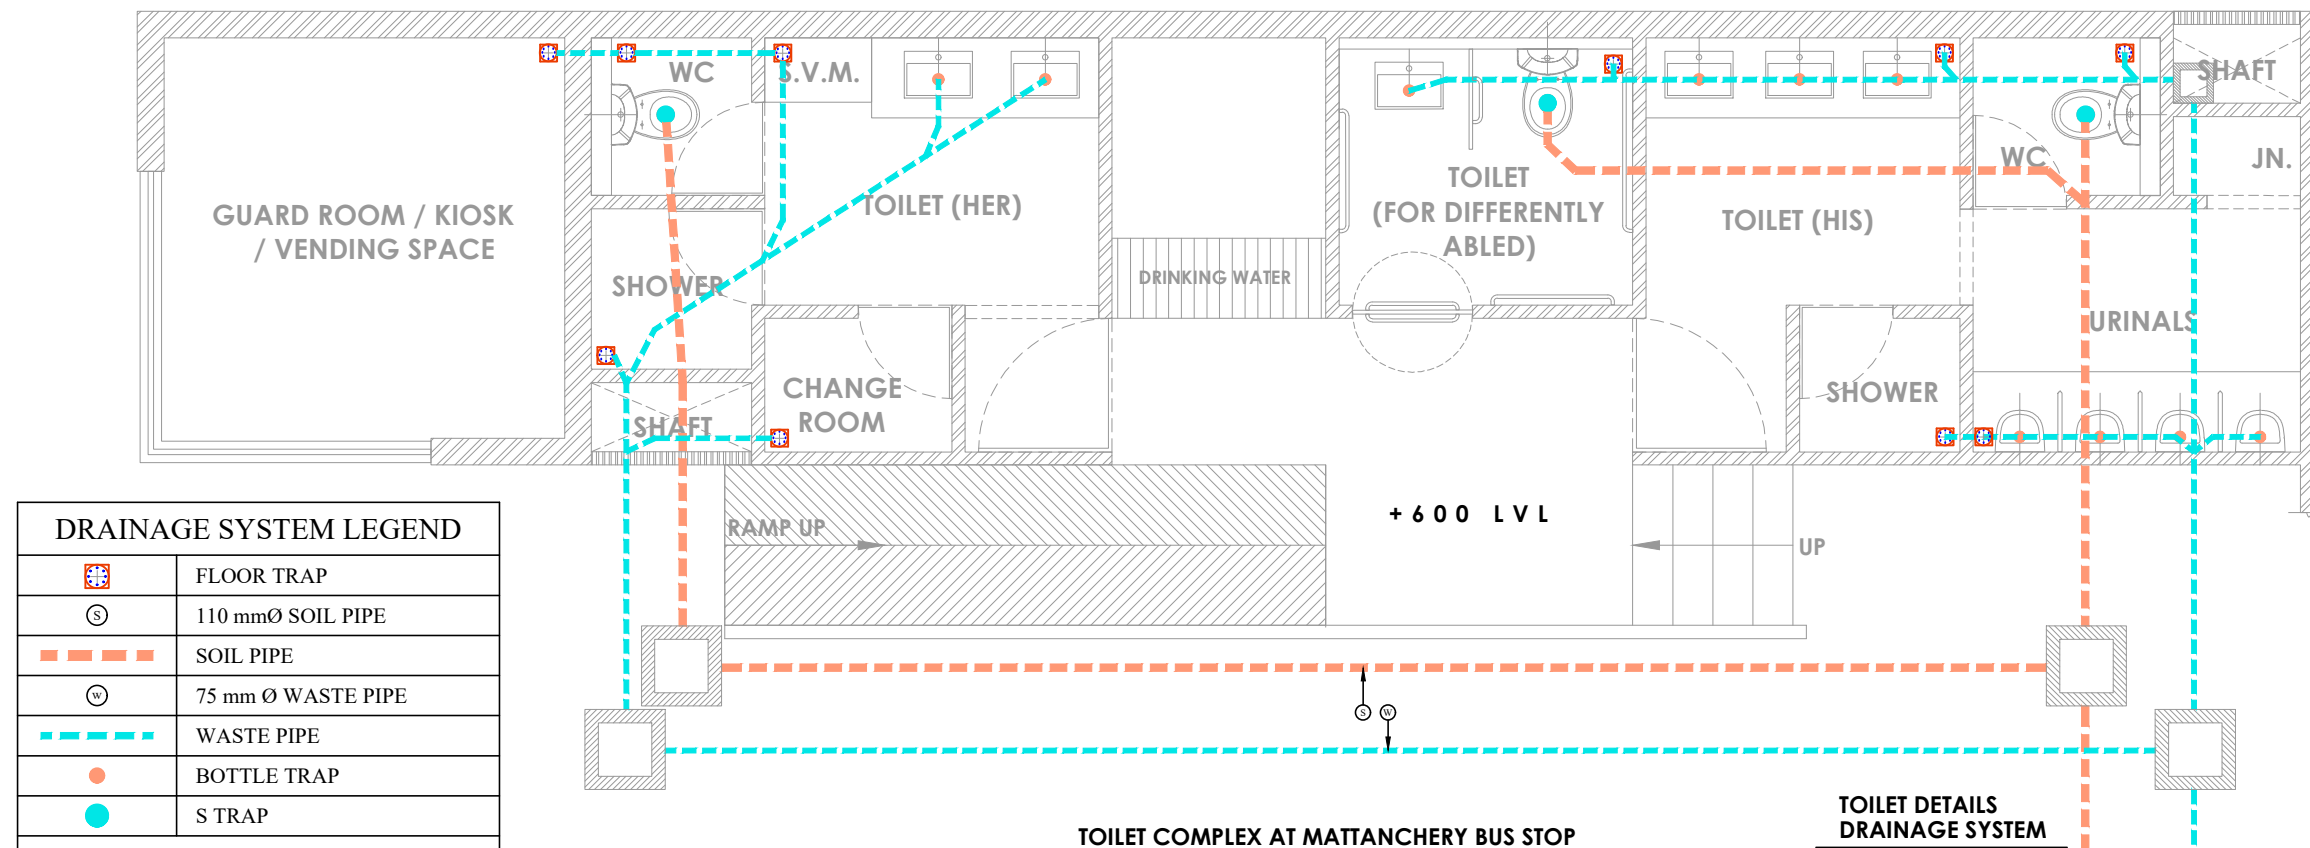 WC
S.V.M.
SHAFT
WC
JN.
GUARD ROOM / KIOSK
/ VENDING SPACE
TOILET (HER)
TOILET
(FOR DIFFERENTLY
ABLED)
TOILET (HIS)
SHOWER
DRINKING WATER
URINALS
CHANGE
ROOM
SHOWER
SHAFT
RAMP UP
+600 LVL
UP
DRAINAGE SYSTEM LEGEND
FLOOR TRAP
S
110 mmØ SOIL PIPE
SOIL PIPE
W
75 mm Ø WASTE PIPE
WASTE PIPE
BOTTLE TRAP
S TRAP
S
W
TOILET COMPLEX AT MATTANCHERY BUS STOP
TOILET DETAILS
DRAINAGE SYSTEM